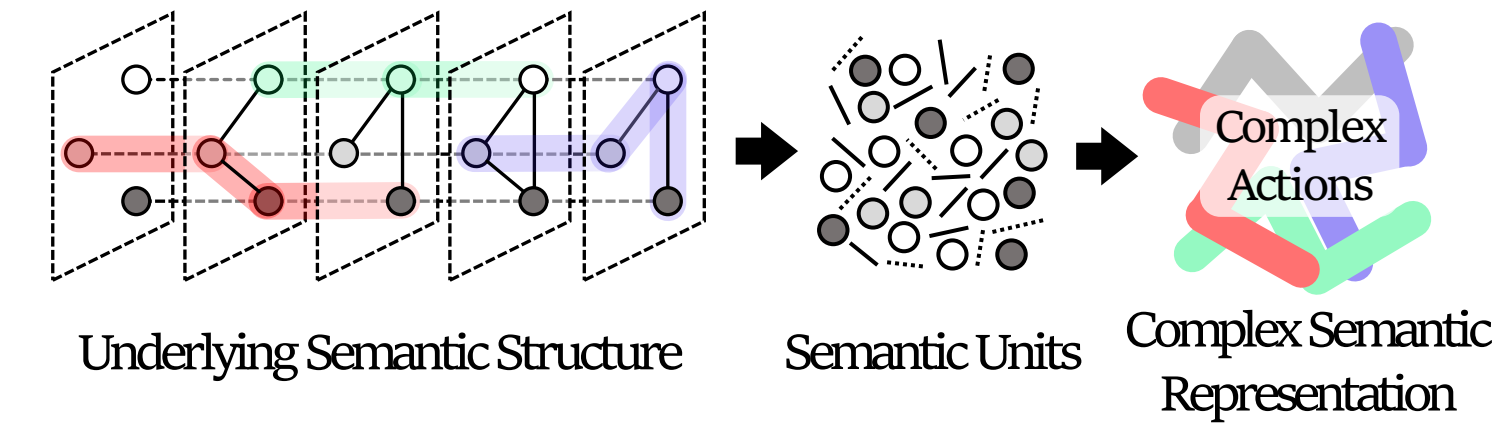 Complex
Actions
Underlying Semantic Structure
Semantic Units
Complex Semantic
Representation